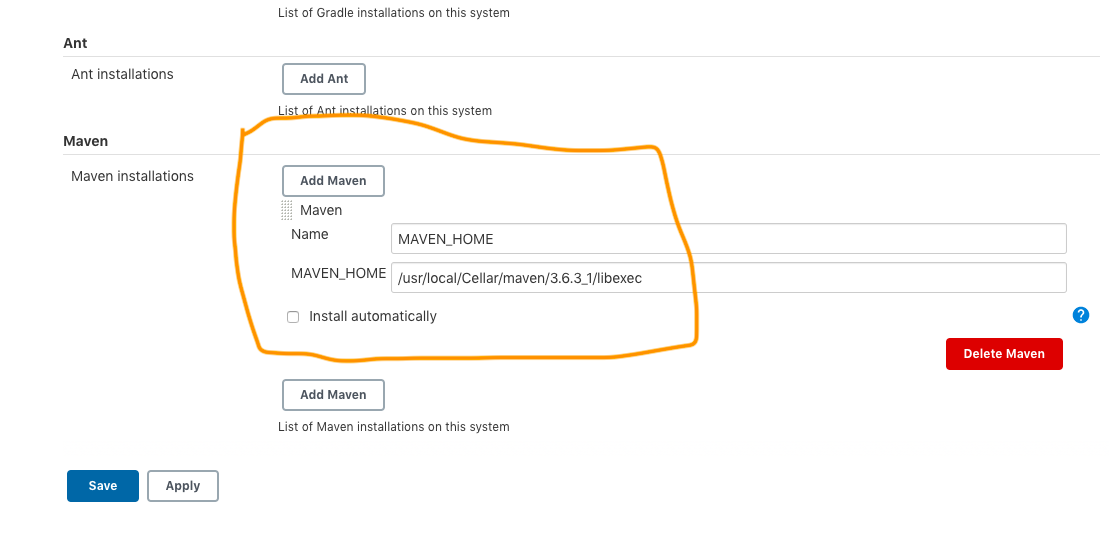 List of Gradle installations on this system
Ant
Ant installations
Add Ant
List of Ant installations on this system
Maven
Maven installations
Add Maven
Maven
Name
MAVEN_HOME
MAVEN_HOME
/usr/local/Cellar/maven/3.6.3_1/libexec
Install automatically
?
Delete Maven
Add Maven
List of Maven installations on this system
Save
Apply